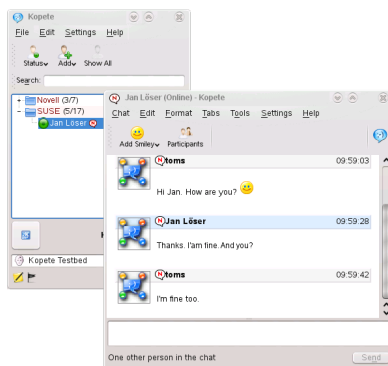 Kopete
File Edit Settings Help
Status Add Show All
Search:
Novell (3/7)
SUSE (5/17)
Jan Loser
Kopete Testbed
Jan Löser (Online) - Kopete
Chat Edit Format Tabs Tools Settings Help
Add Smiley Participants
toms 09:59:03
Hi Jan. How are you?
Jan Löser 09:59:28
Thanks. I'am fine. And you?
toms 09:59:42
I'm fine too.
One other person in the chat Send